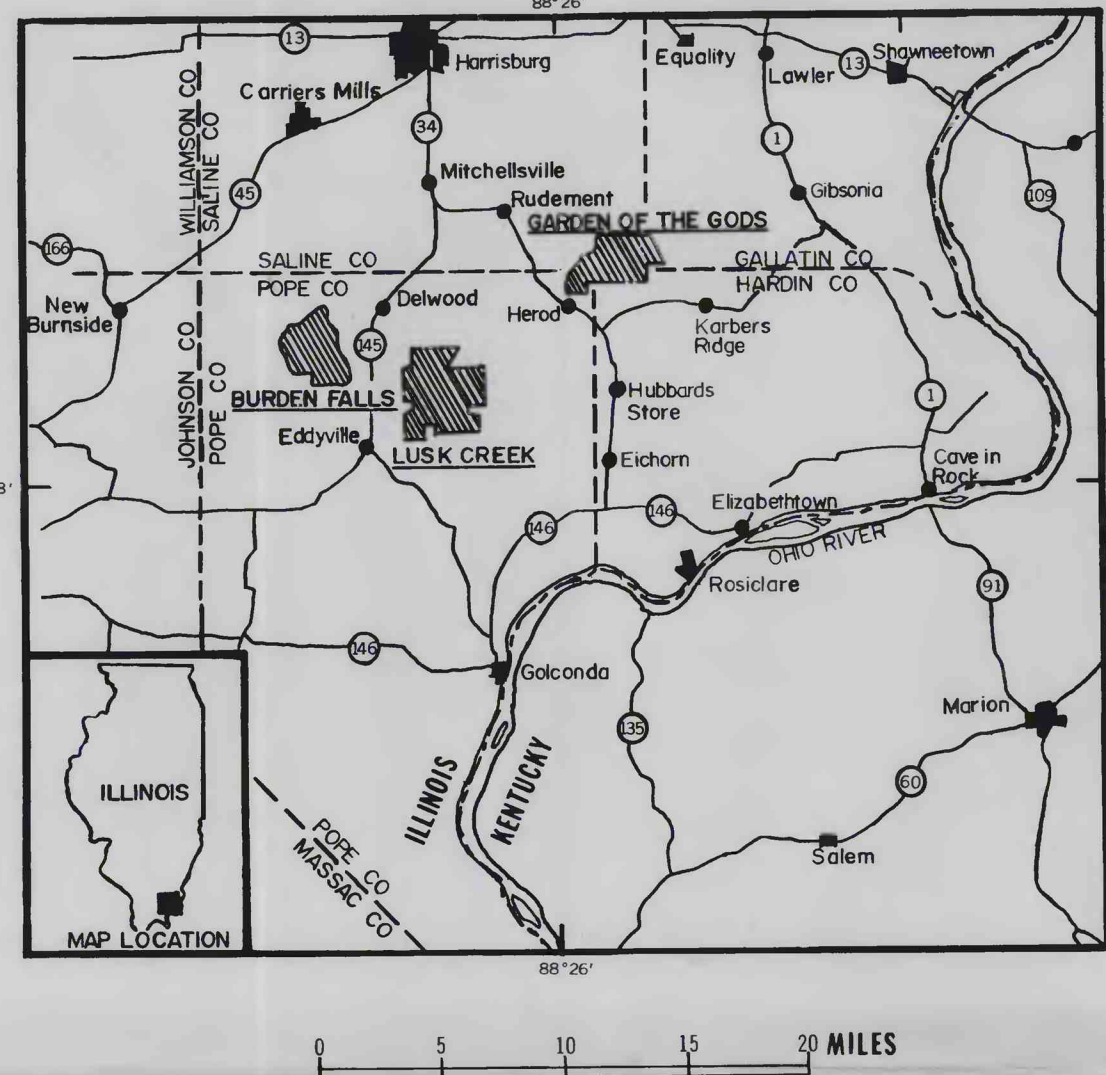 88°26'
13
Harrisburg
Equality
Lawler
13
Shawneetown
Carriers Mills
34
1
WILLIAMSON CO
SALINE CO
45
Mitchellsville
Rudement
Gibsonia
109
GARDEN OF THE GODS
166
SALINE CO
POPE CO
GALLATIN CO
HARDIN CO
New
Burnside
Delwood
Herod
Karbers
Ridge
145
JOHNSON CO
POPE CO
BURDEN FALLS
Hubbards
Store
1
Eddyville
LUSK CREEK
Eichorn
Cave in
Rock
8'
Elizabethtown
146
146
OHIO RIVER
Rosiclare
91
146
Golconda
135
Marion
ILLINOIS
KENTUCKY
60
ILLINOIS
POPE CO
MASSAC CO
Salem
MAP LOCATION
88°26'
0 5 10 15 20 MILES